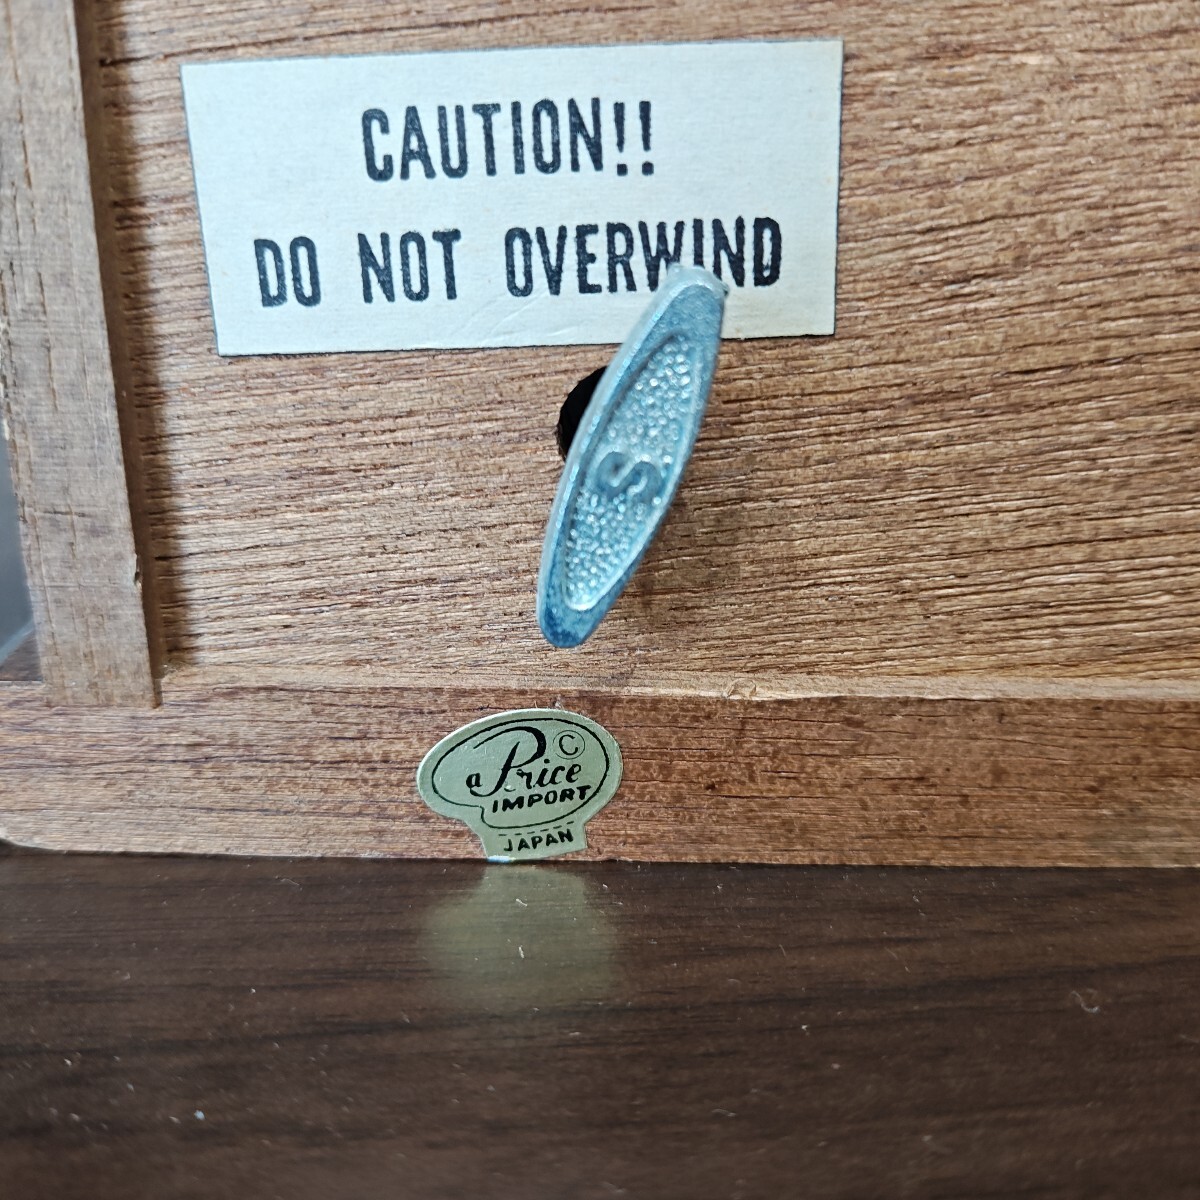 CAUTION!!
DO NOT OVERWIND
S
a Price ©
IMPORT
JAPAN